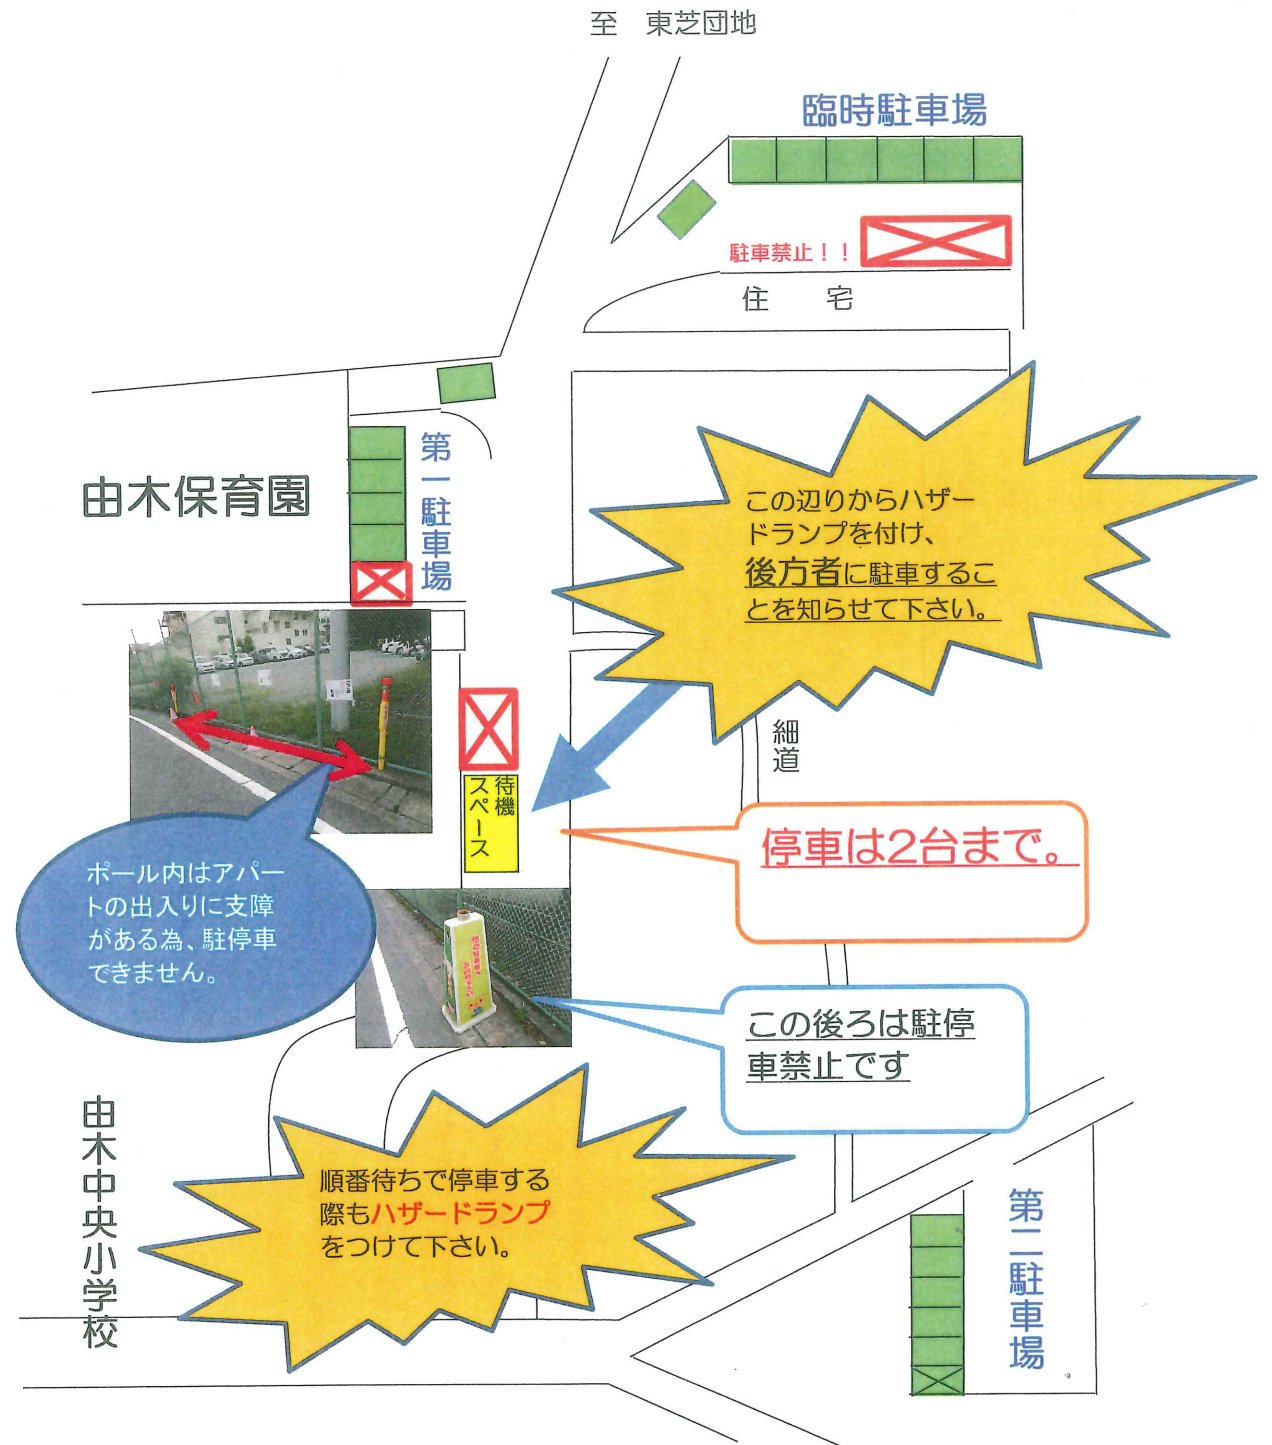 至　東芝団地
臨時駐車場
駐車禁止！！
住　宅
第一駐車場
由木保育園
この辺りからハザー
ドランプを付け、
後方者に駐車するこ
とを知らせて下さい。
細道
待機
スペース
停車は2台まで。
ポール内はアパー
トの出入りに支障
がある為、駐停車
できません。
この後ろは駐停
車禁止です
由木中央小学校
順番待ちで停車する
際もハザードランプ
をつけて下さい。
第二駐車場